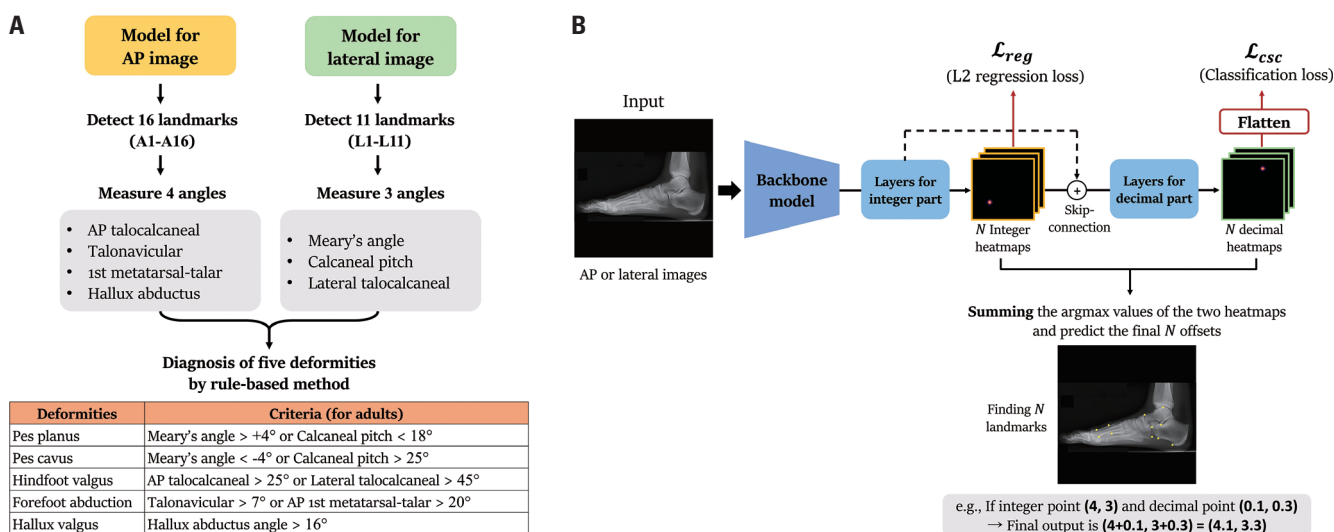 A
Model for
AP image
Model for
lateral image
Detect 16 landmarks
(A1-A16)
Detect 11 landmarks
(L1-L11)
Measure 4 angles
Measure 3 angles
• AP talocalcaneal
• Talonavicular
• 1st metatarsal-talar
• Hallux abductus
• Meary's angle
• Calcaneal pitch
• Lateral talocalcaneal
Diagnosis of five deformities
by rule-based method
Deformities Criteria (for adults)
Pes planus Meary's angle > +4° or Calcaneal pitch < 18°
Pes cavus Meary's angle < -4° or Calcaneal pitch > 25°
Hindfoot valgus AP talocalcaneal > 25° or Lateral talocalcaneal > 45°
Forefoot abduction Talonavicular > 7° or AP 1st metatarsal-talar > 20°
Hallux valgus Hallux abductus angle > 16°
B
Input
AP or lateral images
Backbone
model
Layers for
integer part
ℒreg
(L2 regression loss)
N Integer
heatmaps
+
Skip-
connection
Layers for
decimal part
ℒcsc
(Classification loss)
Flatten
N decimal
heatmaps
Summing the argmax values of the two heatmaps
and predict the final N offsets
Finding N
landmarks
e.g., If integer point (4, 3) and decimal point (0.1, 0.3)
→ Final output is (4+0.1, 3+0.3) = (4.1, 3.3)